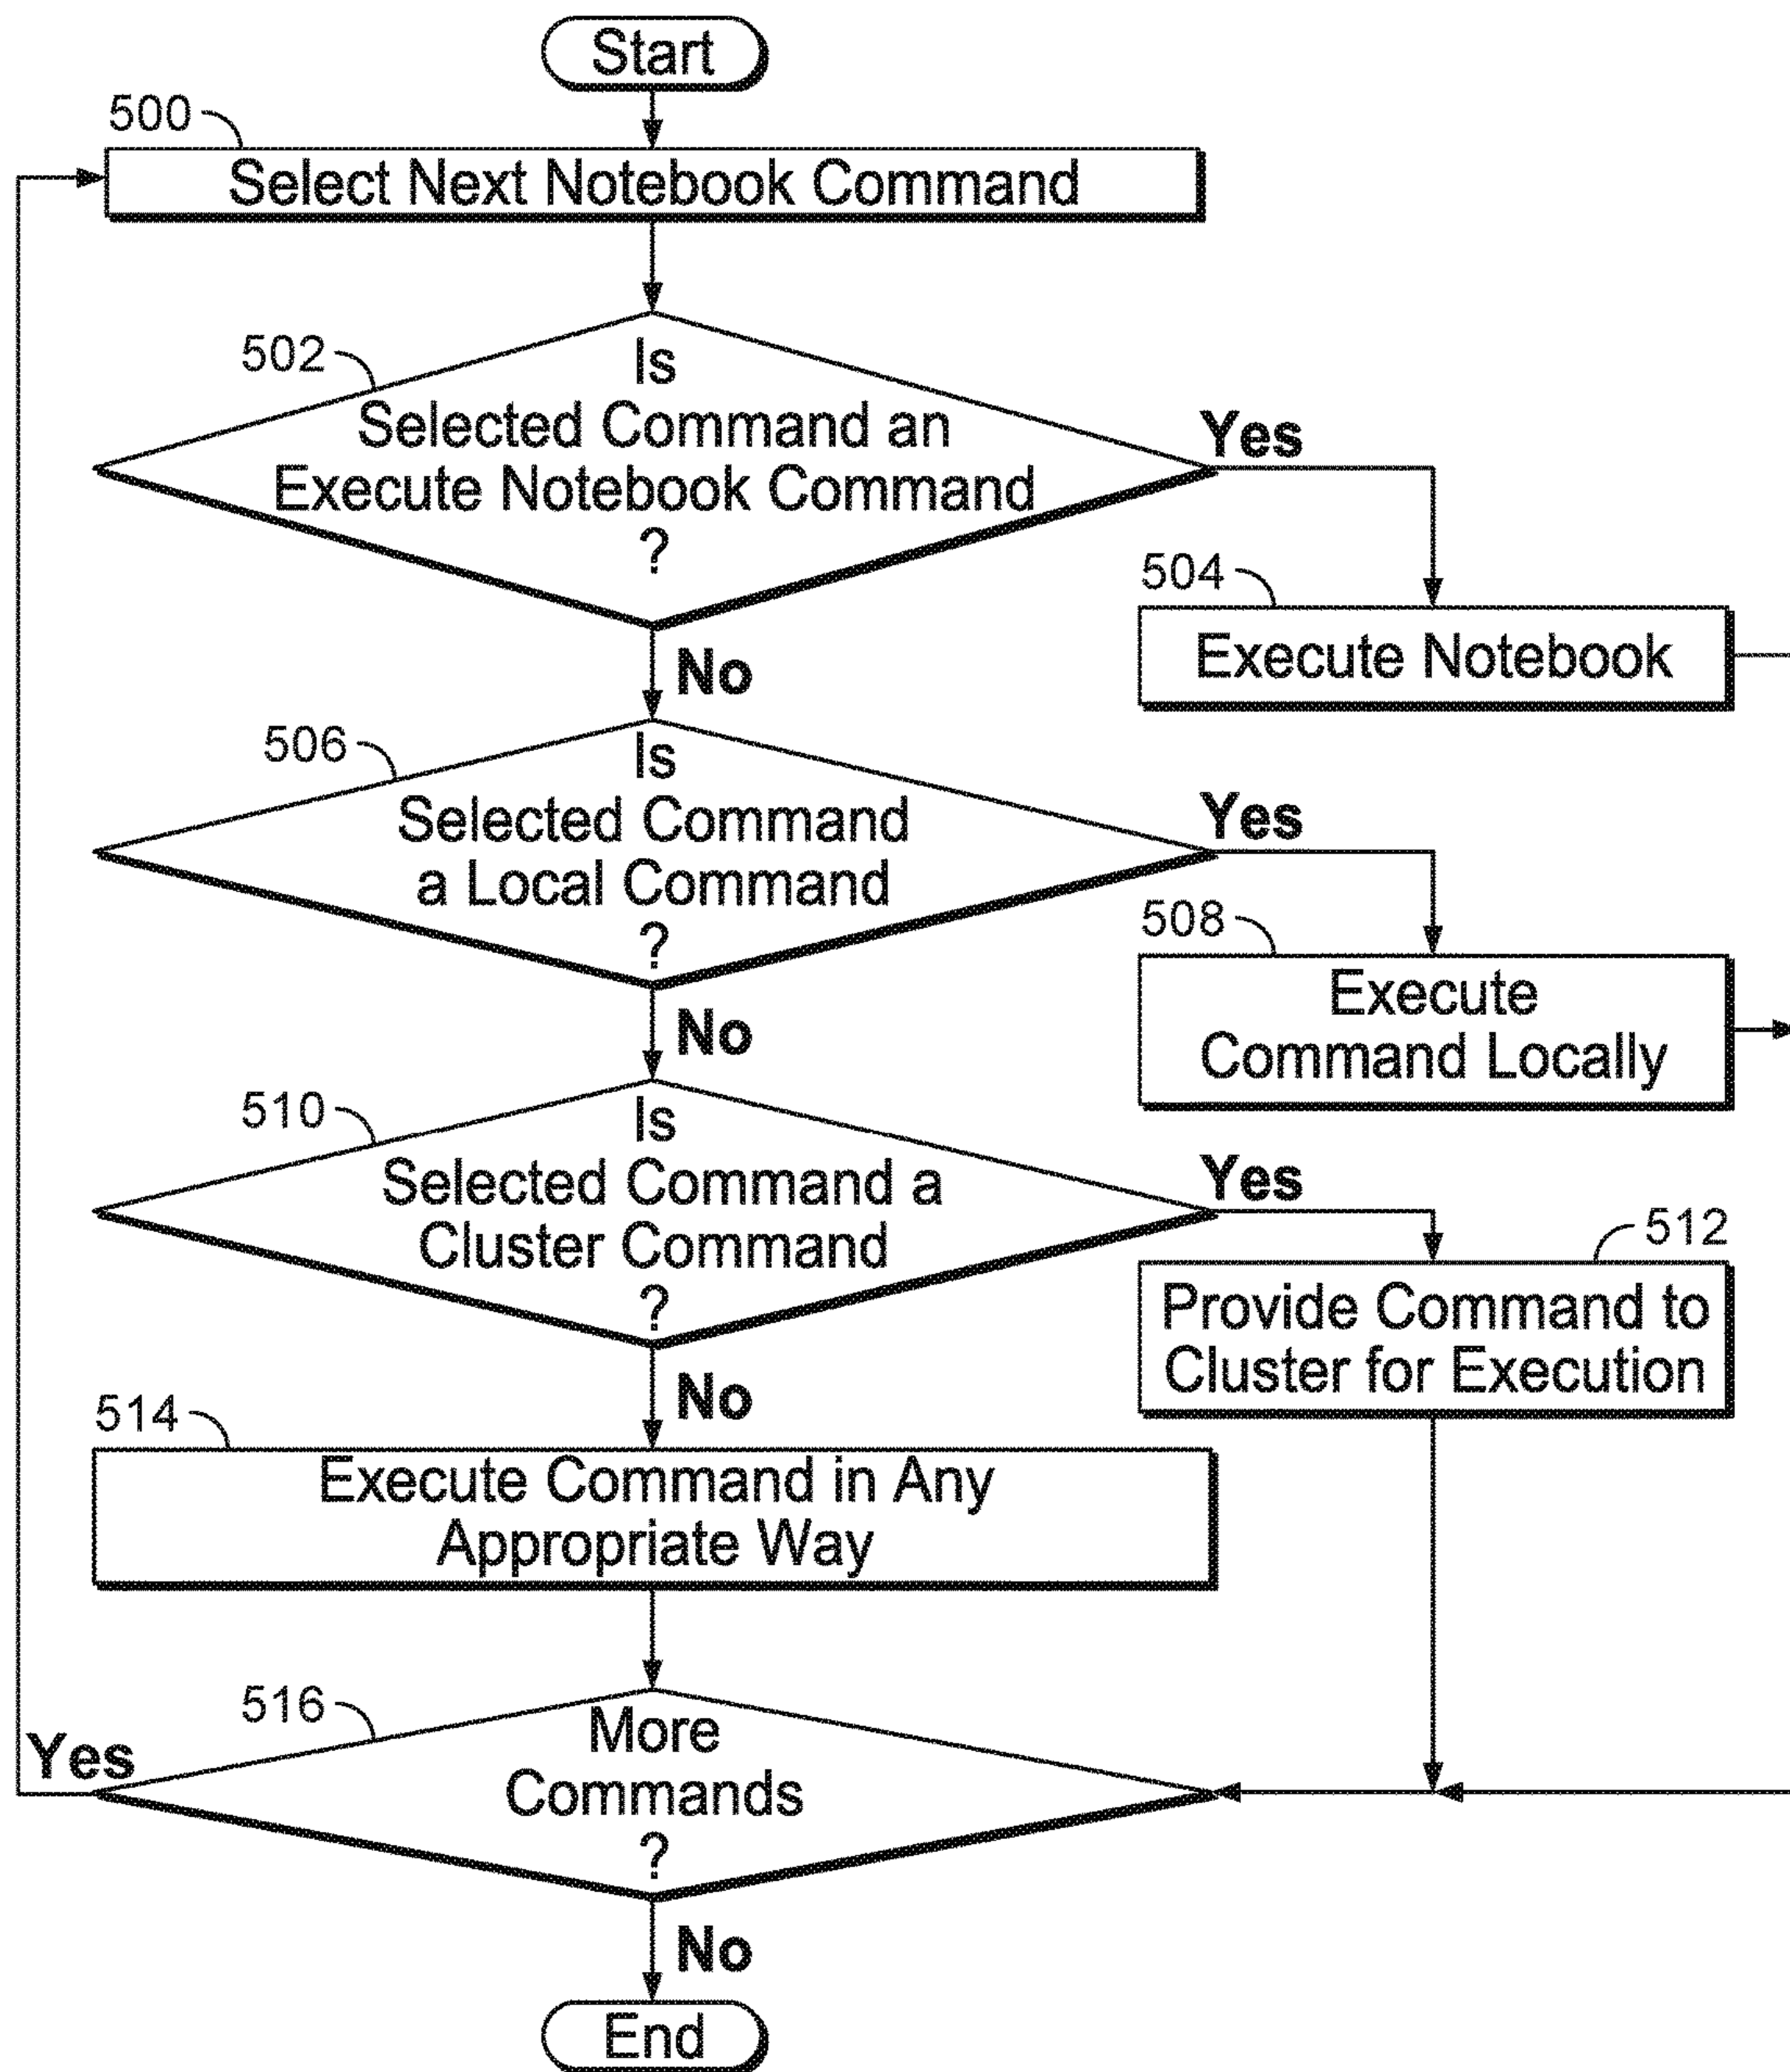 Start
500
Select Next Notebook Command
502
Is
Selected Command an
Execute Notebook Command
?
Yes
504
Execute Notebook
No
506
Is
Selected Command
a Local Command
?
Yes
508
Execute
Command Locally
No
510
Is
Selected Command a
Cluster Command
?
Yes
512
Provide Command to
Cluster for Execution
No
514
Execute Command in Any
Appropriate Way
516
More
Commands
?
Yes
No
End